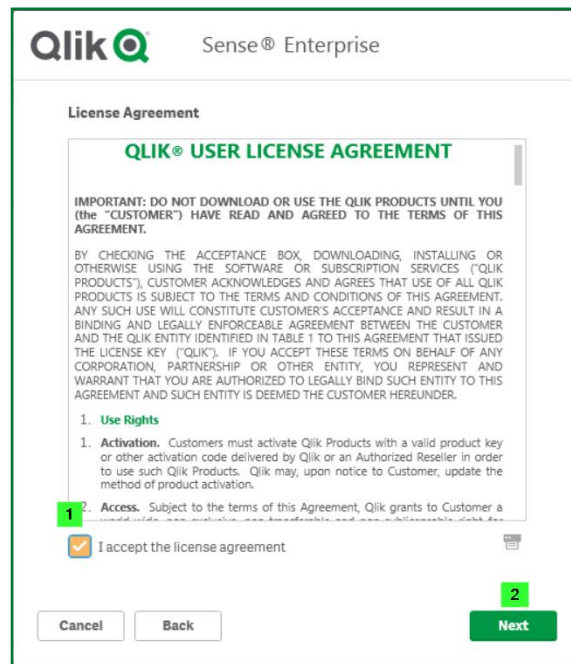 Qlik Sense® Enterprise
License Agreement
QLIK® USER LICENSE AGREEMENT
IMPORTANT: DO NOT DOWNLOAD OR USE THE QLIK PRODUCTS UNTIL YOU
(the "CUSTOMER") HAVE READ AND AGREED TO THE TERMS OF THIS
AGREEMENT.
BY CHECKING THE ACCEPTANCE BOX, DOWNLOADING, INSTALLING OR
OTHERWISE USING THE SOFTWARE OR SUBSCRIPTION SERVICES ("QLIK
PRODUCTS"), CUSTOMER ACKNOWLEDGES AND AGREES THAT USE OF ALL QLIK
PRODUCTS IS SUBJECT TO THE TERMS AND CONDITIONS OF THIS AGREEMENT.
ANY SUCH USE WILL CONSTITUTE CUSTOMER'S ACCEPTANCE AND RESULT IN A
BINDING AND LEGALLY ENFORCEABLE AGREEMENT BETWEEN THE CUSTOMER
AND THE QLIK ENTITY IDENTIFIED IN TABLE 1 TO THIS AGREEMENT THAT ISSUED
THE LICENSE KEY ("QLIK"). IF YOU ACCEPT THESE TERMS ON BEHALF OF ANY
CORPORATION, PARTNERSHIP OR OTHER ENTITY, YOU REPRESENT AND
WARRANT THAT YOU ARE AUTHORIZED TO LEGALLY BIND SUCH ENTITY TO THIS
AGREEMENT AND SUCH ENTITY IS DEEMED THE CUSTOMER HEREUNDER.
1. Use Rights
1. Activation. Customers must activate Qlik Products with a valid product key
or other activation code delivered by Qlik or an Authorized Reseller in order
to use such Qlik Products. Qlik may, upon notice to Customer, update the
method of product activation.
2. Access. Subject to the terms of this Agreement, Qlik grants to Customer a
1
I accept the license agreement
2
Cancel Back Next